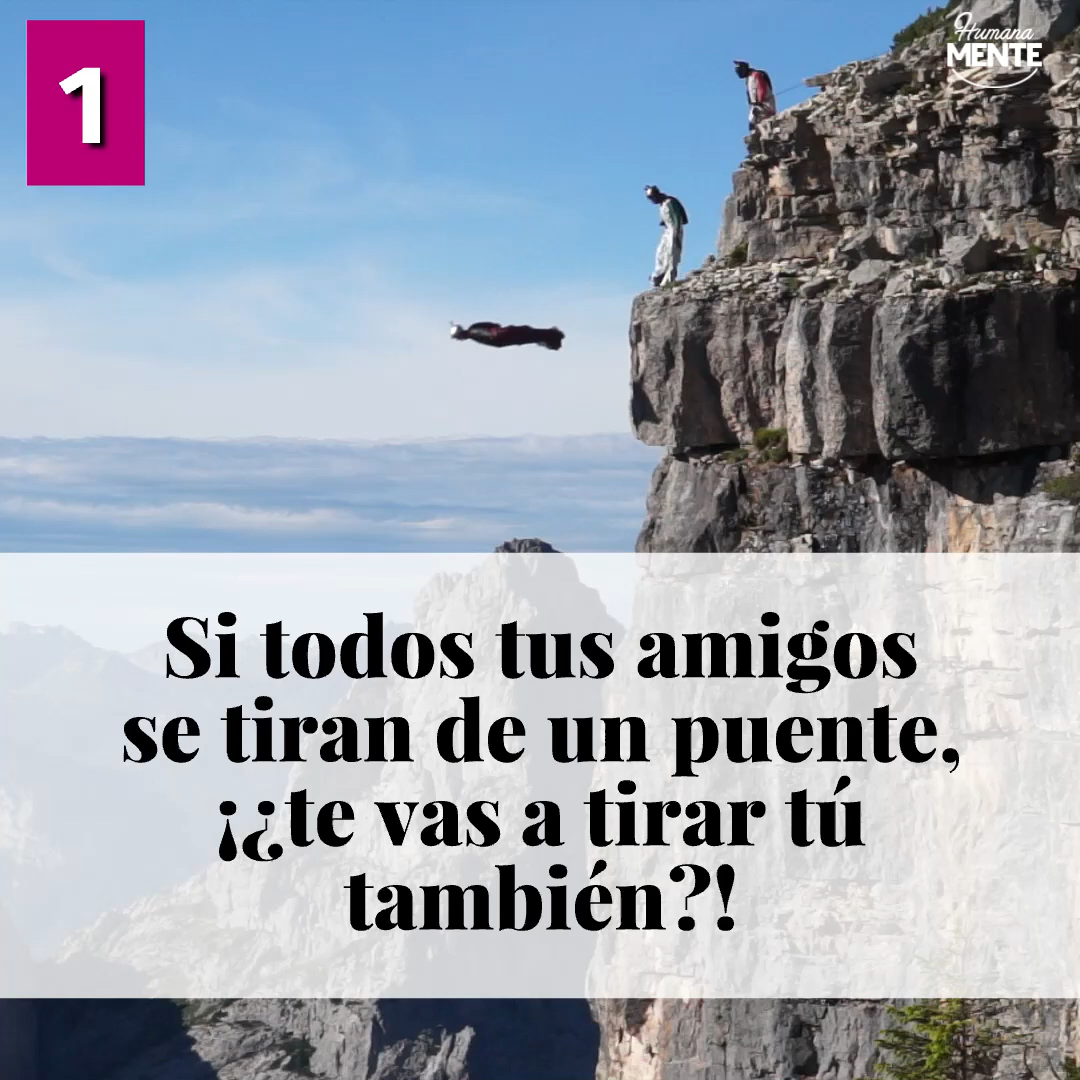 1
Humana
MENTE
Si todos tus amigos
se tiran de un puente,
¡¿te vas a tirar tú
también?!